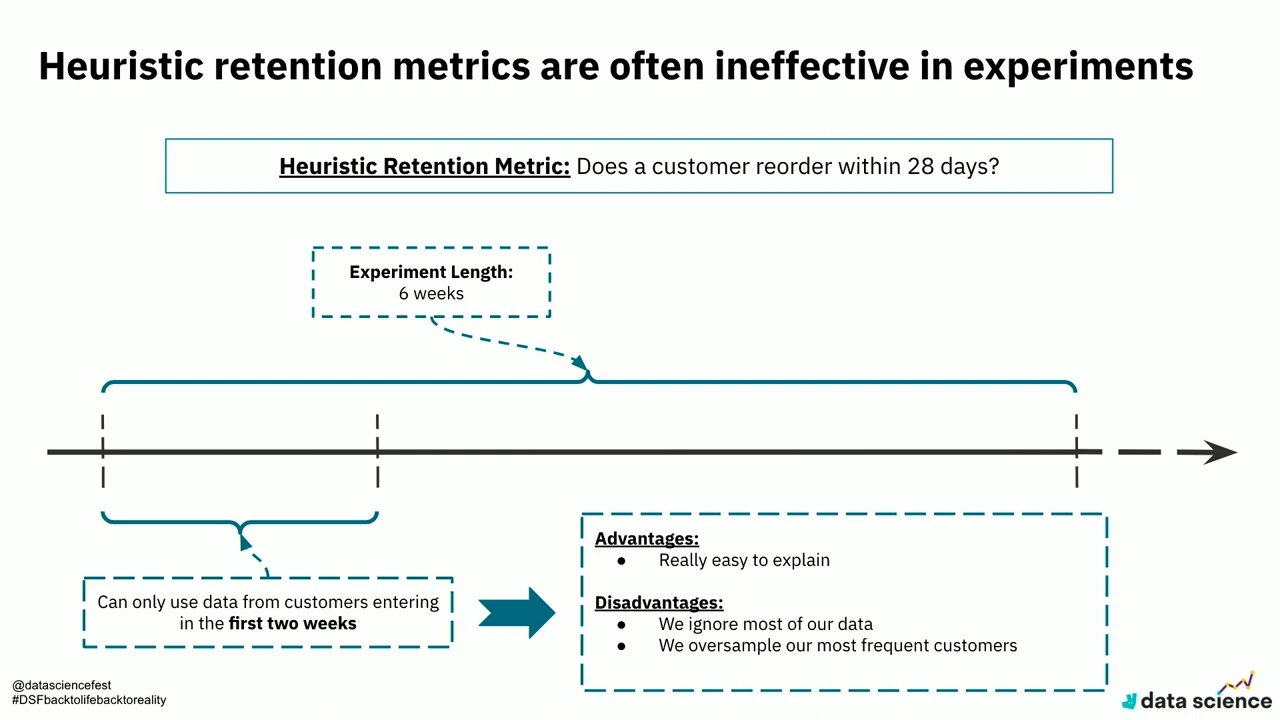 Heuristic retention metrics are often ineffective in experiments
Heuristic Retention Metric: Does a customer reorder within 28 days?
Experiment Length:
6 weeks
Can only use data from customers entering
in the first two weeks
Advantages:
● Really easy to explain
Disadvantages:
● We ignore most of our data
● We oversample our most frequent customers
@datasciencefest
#DSFbacktolifebacktoreality
data science